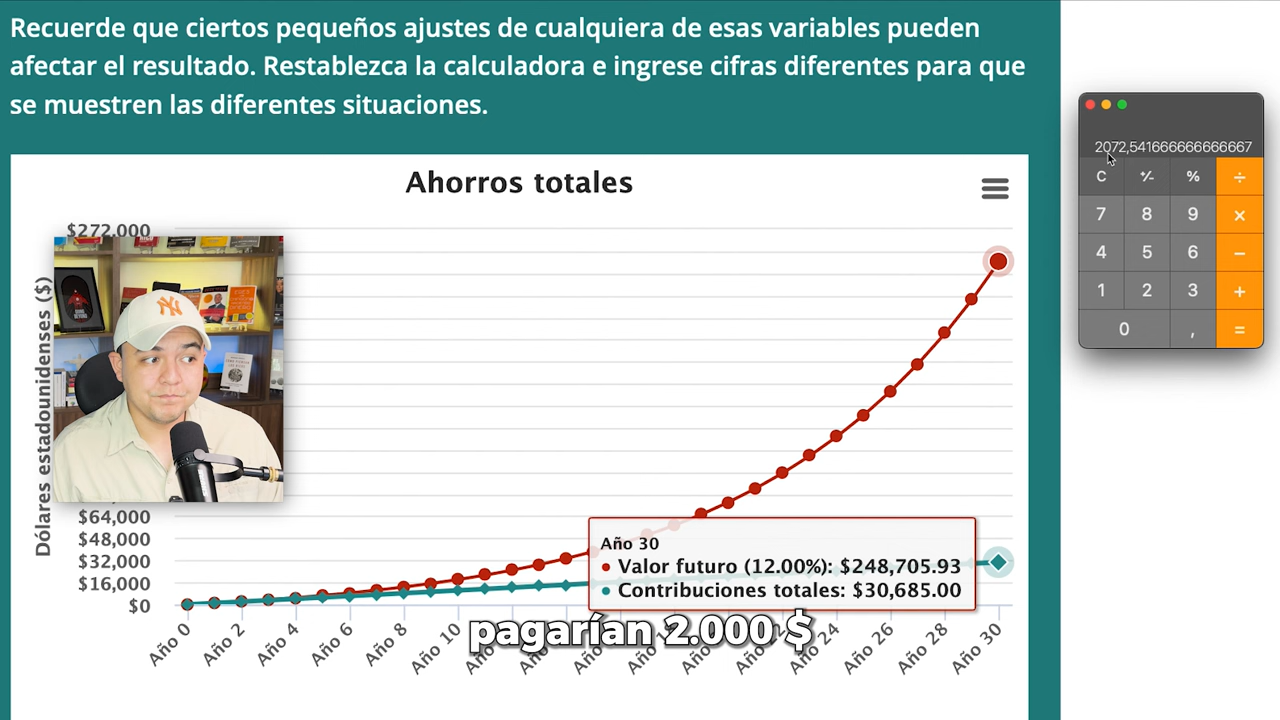 Recuerde que ciertos pequeños ajustes de cualquiera de esas variables pueden
afectar el resultado. Restablezca la calculadora e ingrese cifras diferentes para que
se muestren las diferentes situaciones.
Ahorros totales
Dólares estadounidenses ($)
$272,000
$64,000
$48,000
$32,000
$16,000
$0
Año 30
Valor futuro (12.00%): $248,705.93
Contribuciones totales: $30,685.00
Año 0
Año 2
Año 4
Año 6
Año 8
Año 10
Año 24
Año 26
Año 28
Año 30
pagarían 2.000 $
2072,541666666666667
C
+/-
%
÷
7
8
9
×
4
5
6
−
1
2
3
+
0
,
=
NY